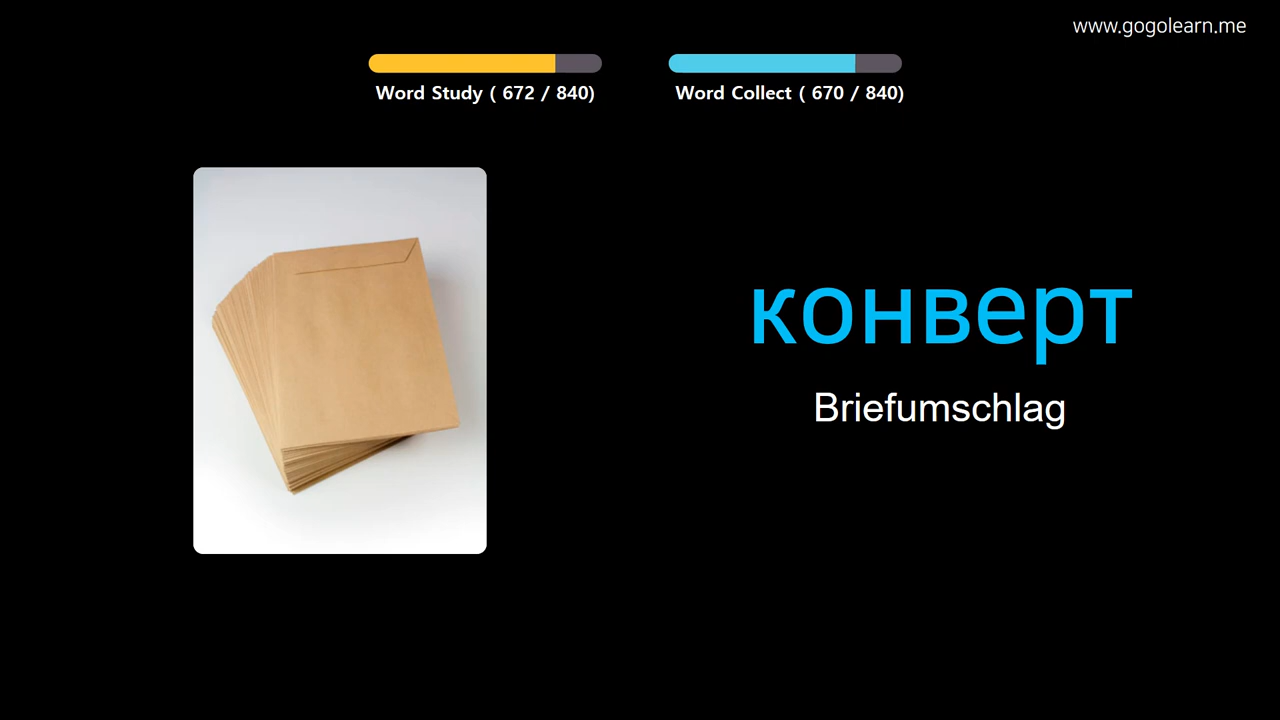 www.gogolearn.me
Word Study ( 672 / 840)
Word Collect ( 670 / 840)
конверт
Briefumschlag